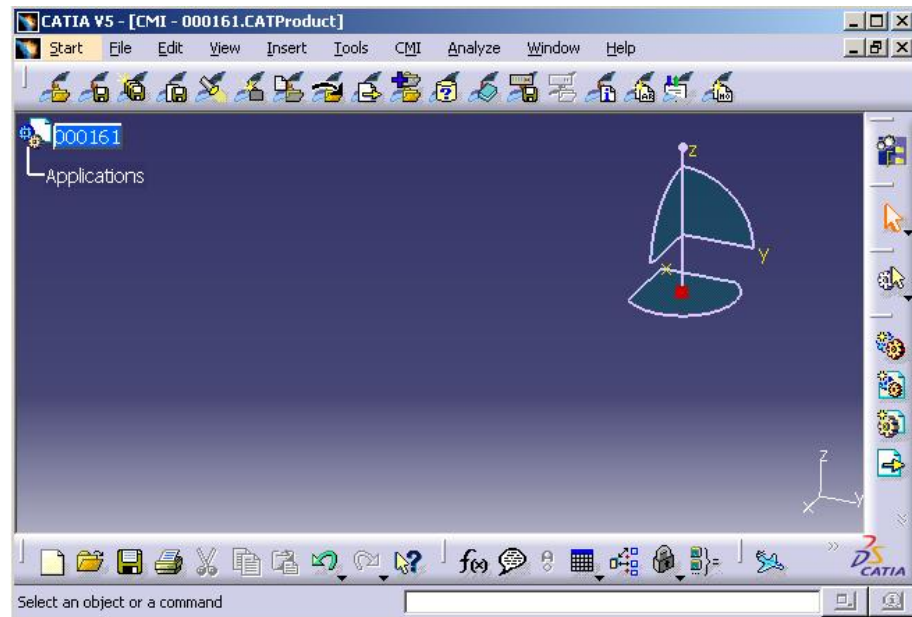 CATIA V5 - [CMI - 000161.CATProduct]
Start File Edit View Insert Tools CMI Analyze Window Help
000161
Applications
z
y
x
z
y
x
f(x)
DS CATIA
Select an object or a command